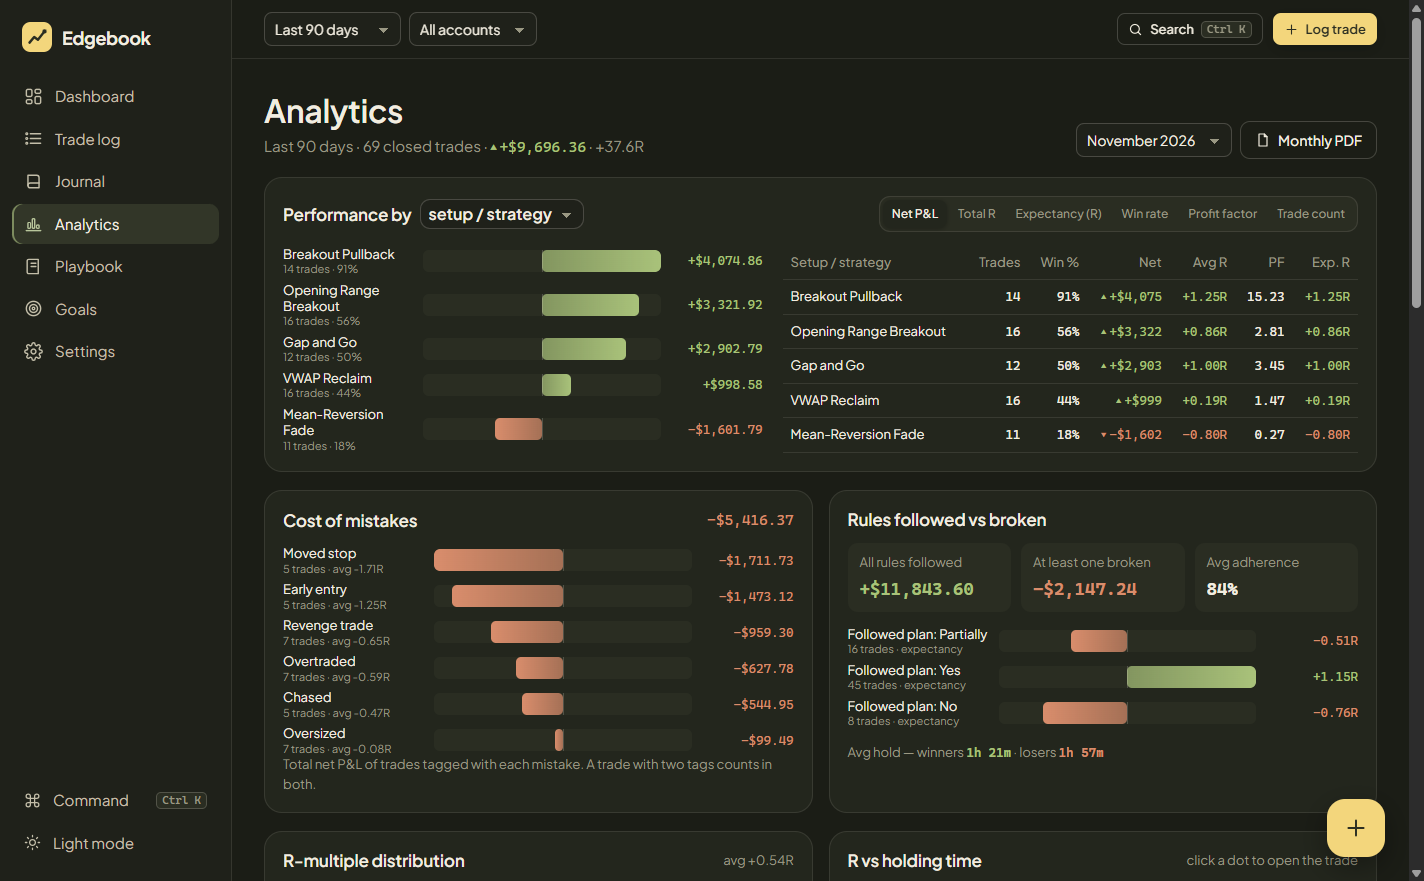 Edgebook
Dashboard
Trade log
Journal
Analytics
Playbook
Goals
Settings
Command Ctrl K
Light mode
Last 90 days
All accounts
Search Ctrl K
+ Log trade
Analytics
Last 90 days · 69 closed trades · ▲+$9,696.36 · +37.6R
November 2026
Monthly PDF
Performance by setup / strategy
Net P&L Total R Expectancy (R) Win rate Profit factor Trade count
Breakout Pullback
14 trades · 91%
+$4,074.86
Opening Range
Breakout
16 trades · 56%
+$3,321.92
Gap and Go
12 trades · 50%
+$2,902.79
VWAP Reclaim
16 trades · 44%
+$998.58
Mean-Reversion
Fade
11 trades · 18%
−$1,601.79
Setup / strategy Trades Win % Net Avg R PF Exp. R
Breakout Pullback 14 91% ▲+$4,075 +1.25R 15.23 +1.25R
Opening Range Breakout 16 56% ▲+$3,322 +0.86R 2.81 +0.86R
Gap and Go 12 50% ▲+$2,903 +1.00R 3.45 +1.00R
VWAP Reclaim 16 44% ▲+$999 +0.19R 1.47 +0.19R
Mean-Reversion Fade 11 18% ▼−$1,602 −0.80R 0.27 −0.80R
Cost of mistakes −$5,416.37
Moved stop
5 trades · avg -1.71R
−$1,711.73
Early entry
5 trades · avg -1.25R
−$1,473.12
Revenge trade
7 trades · avg -0.65R
−$959.30
Overtraded
7 trades · avg -0.59R
−$627.78
Chased
5 trades · avg -0.47R
−$544.95
Oversized
7 trades · avg -0.08R
−$99.49
Total net P&L of trades tagged with each mistake. A trade with two tags counts in
both.
Rules followed vs broken
All rules followed
+$11,843.60
At least one broken
−$2,147.24
Avg adherence
84%
Followed plan: Partially
16 trades · expectancy
−0.51R
Followed plan: Yes
45 trades · expectancy
+1.15R
Followed plan: No
8 trades · expectancy
−0.76R
Avg hold — winners 1h 21m · losers 1h 57m
R-multiple distribution avg +0.54R
R vs holding time click a dot to open the trade
+